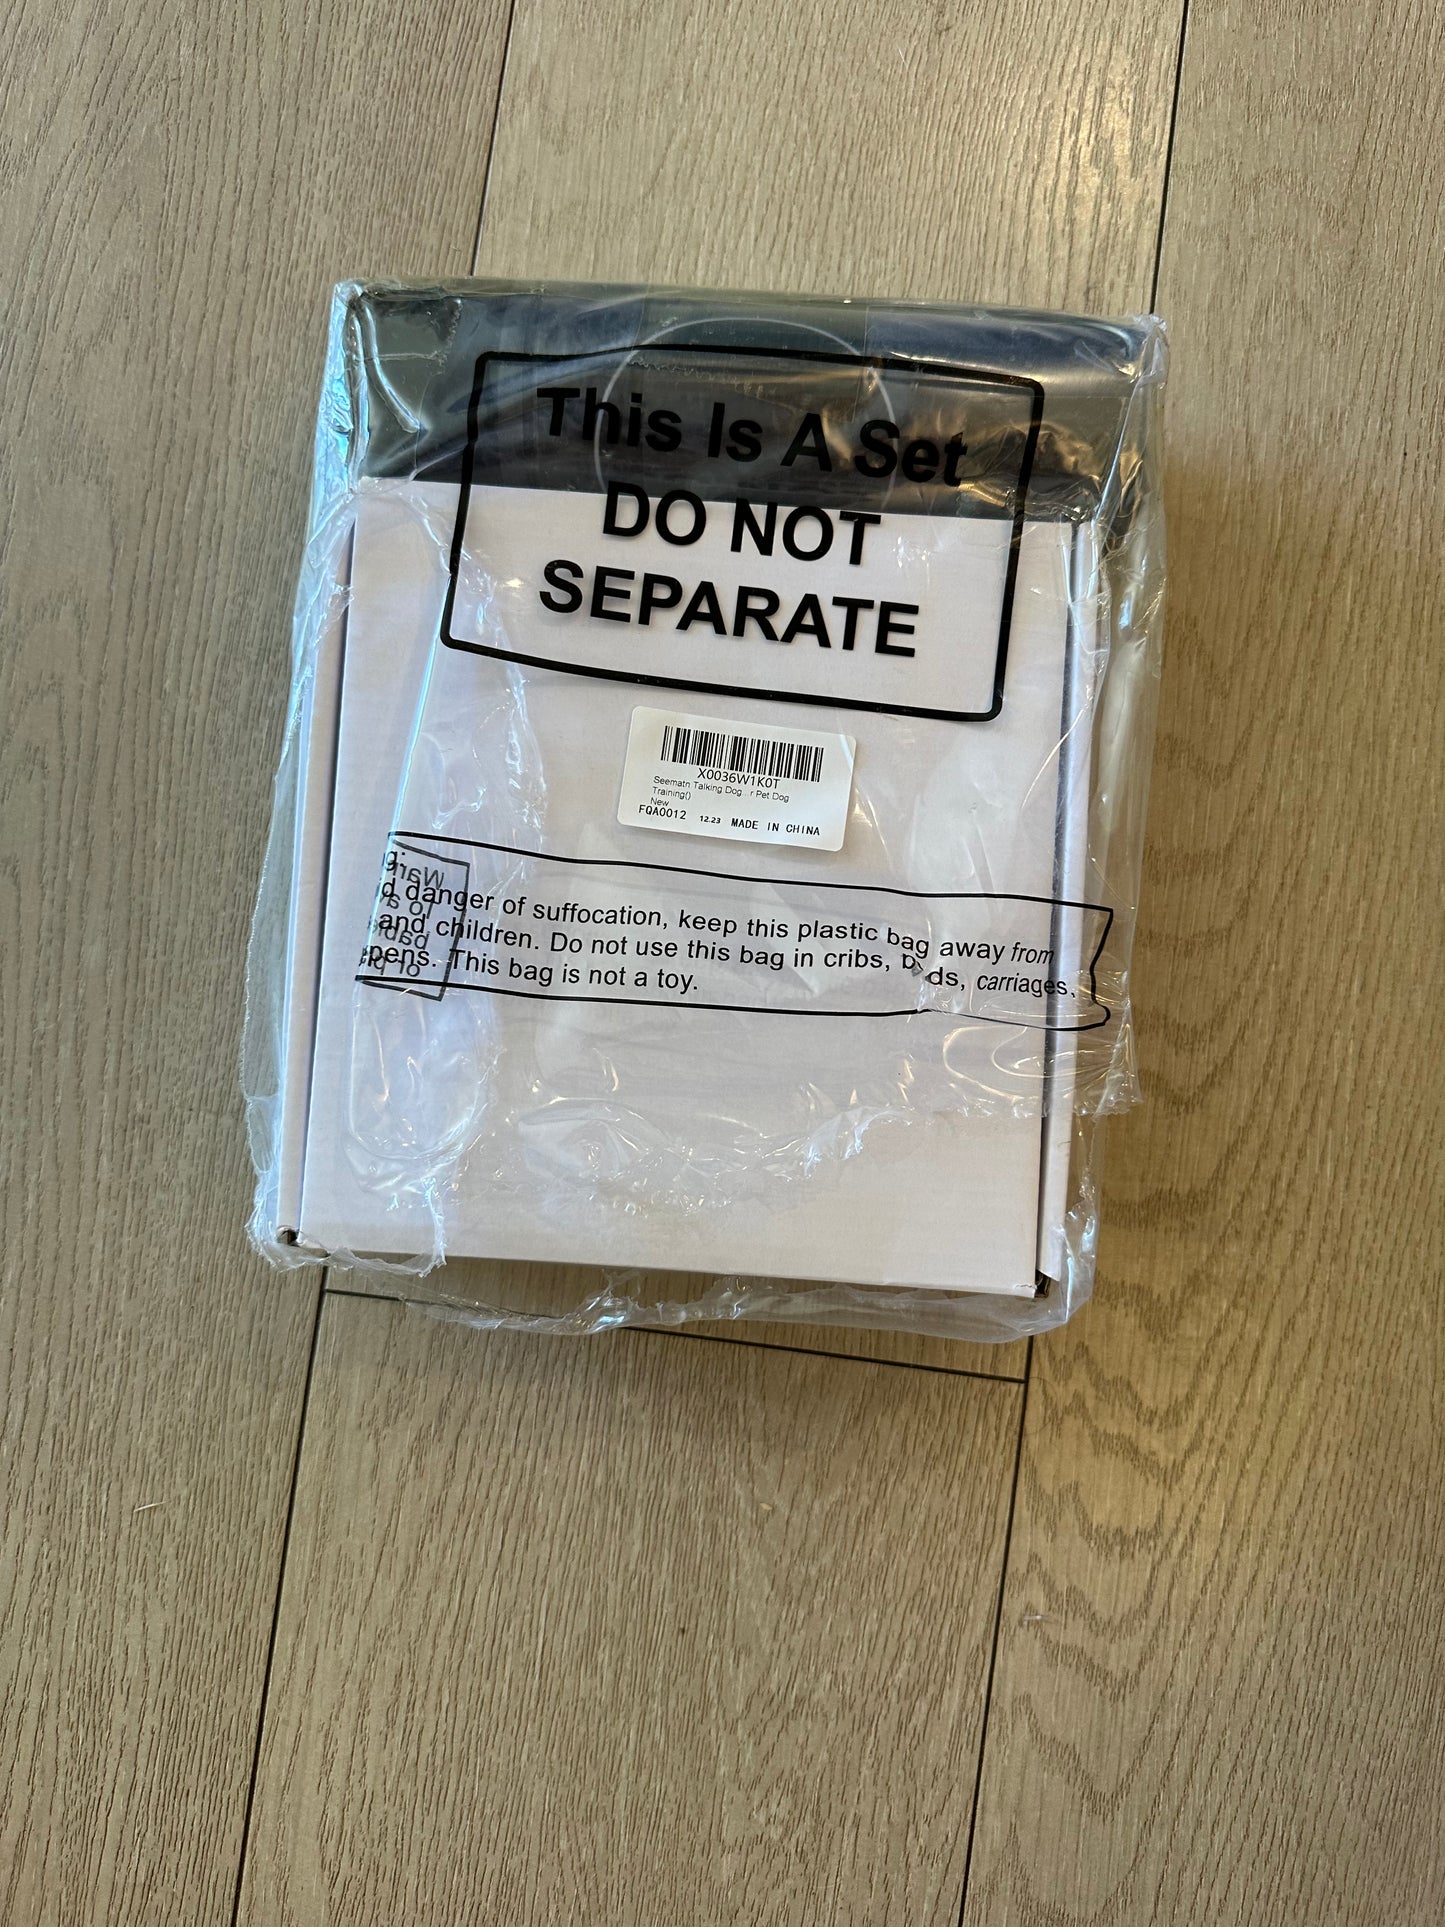 This Is A Set
DO NOT
SEPARATE
X0036W1K0T
Seematn Talking Dog...r Pet Dog
Training()
New
FQA0012 12.23 MADE IN CHINA
danger of suffocation, keep this plastic bag away from
and children. Do not use this bag in cribs, carriages,
pens. This bag is not a toy.